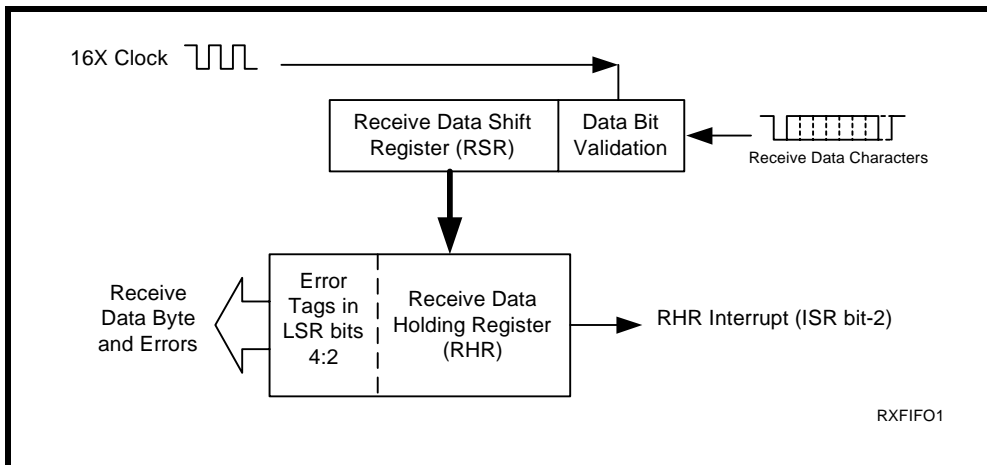 16X Clock
Receive Data Shift
Register (RSR)
Data Bit
Validation
Receive Data Characters
Receive
Data Byte
and Errors
Error
Tags in
LSR bits
4:2
Receive Data
Holding Register
(RHR)
RHR Interrupt (ISR bit-2)
RXFIFO1